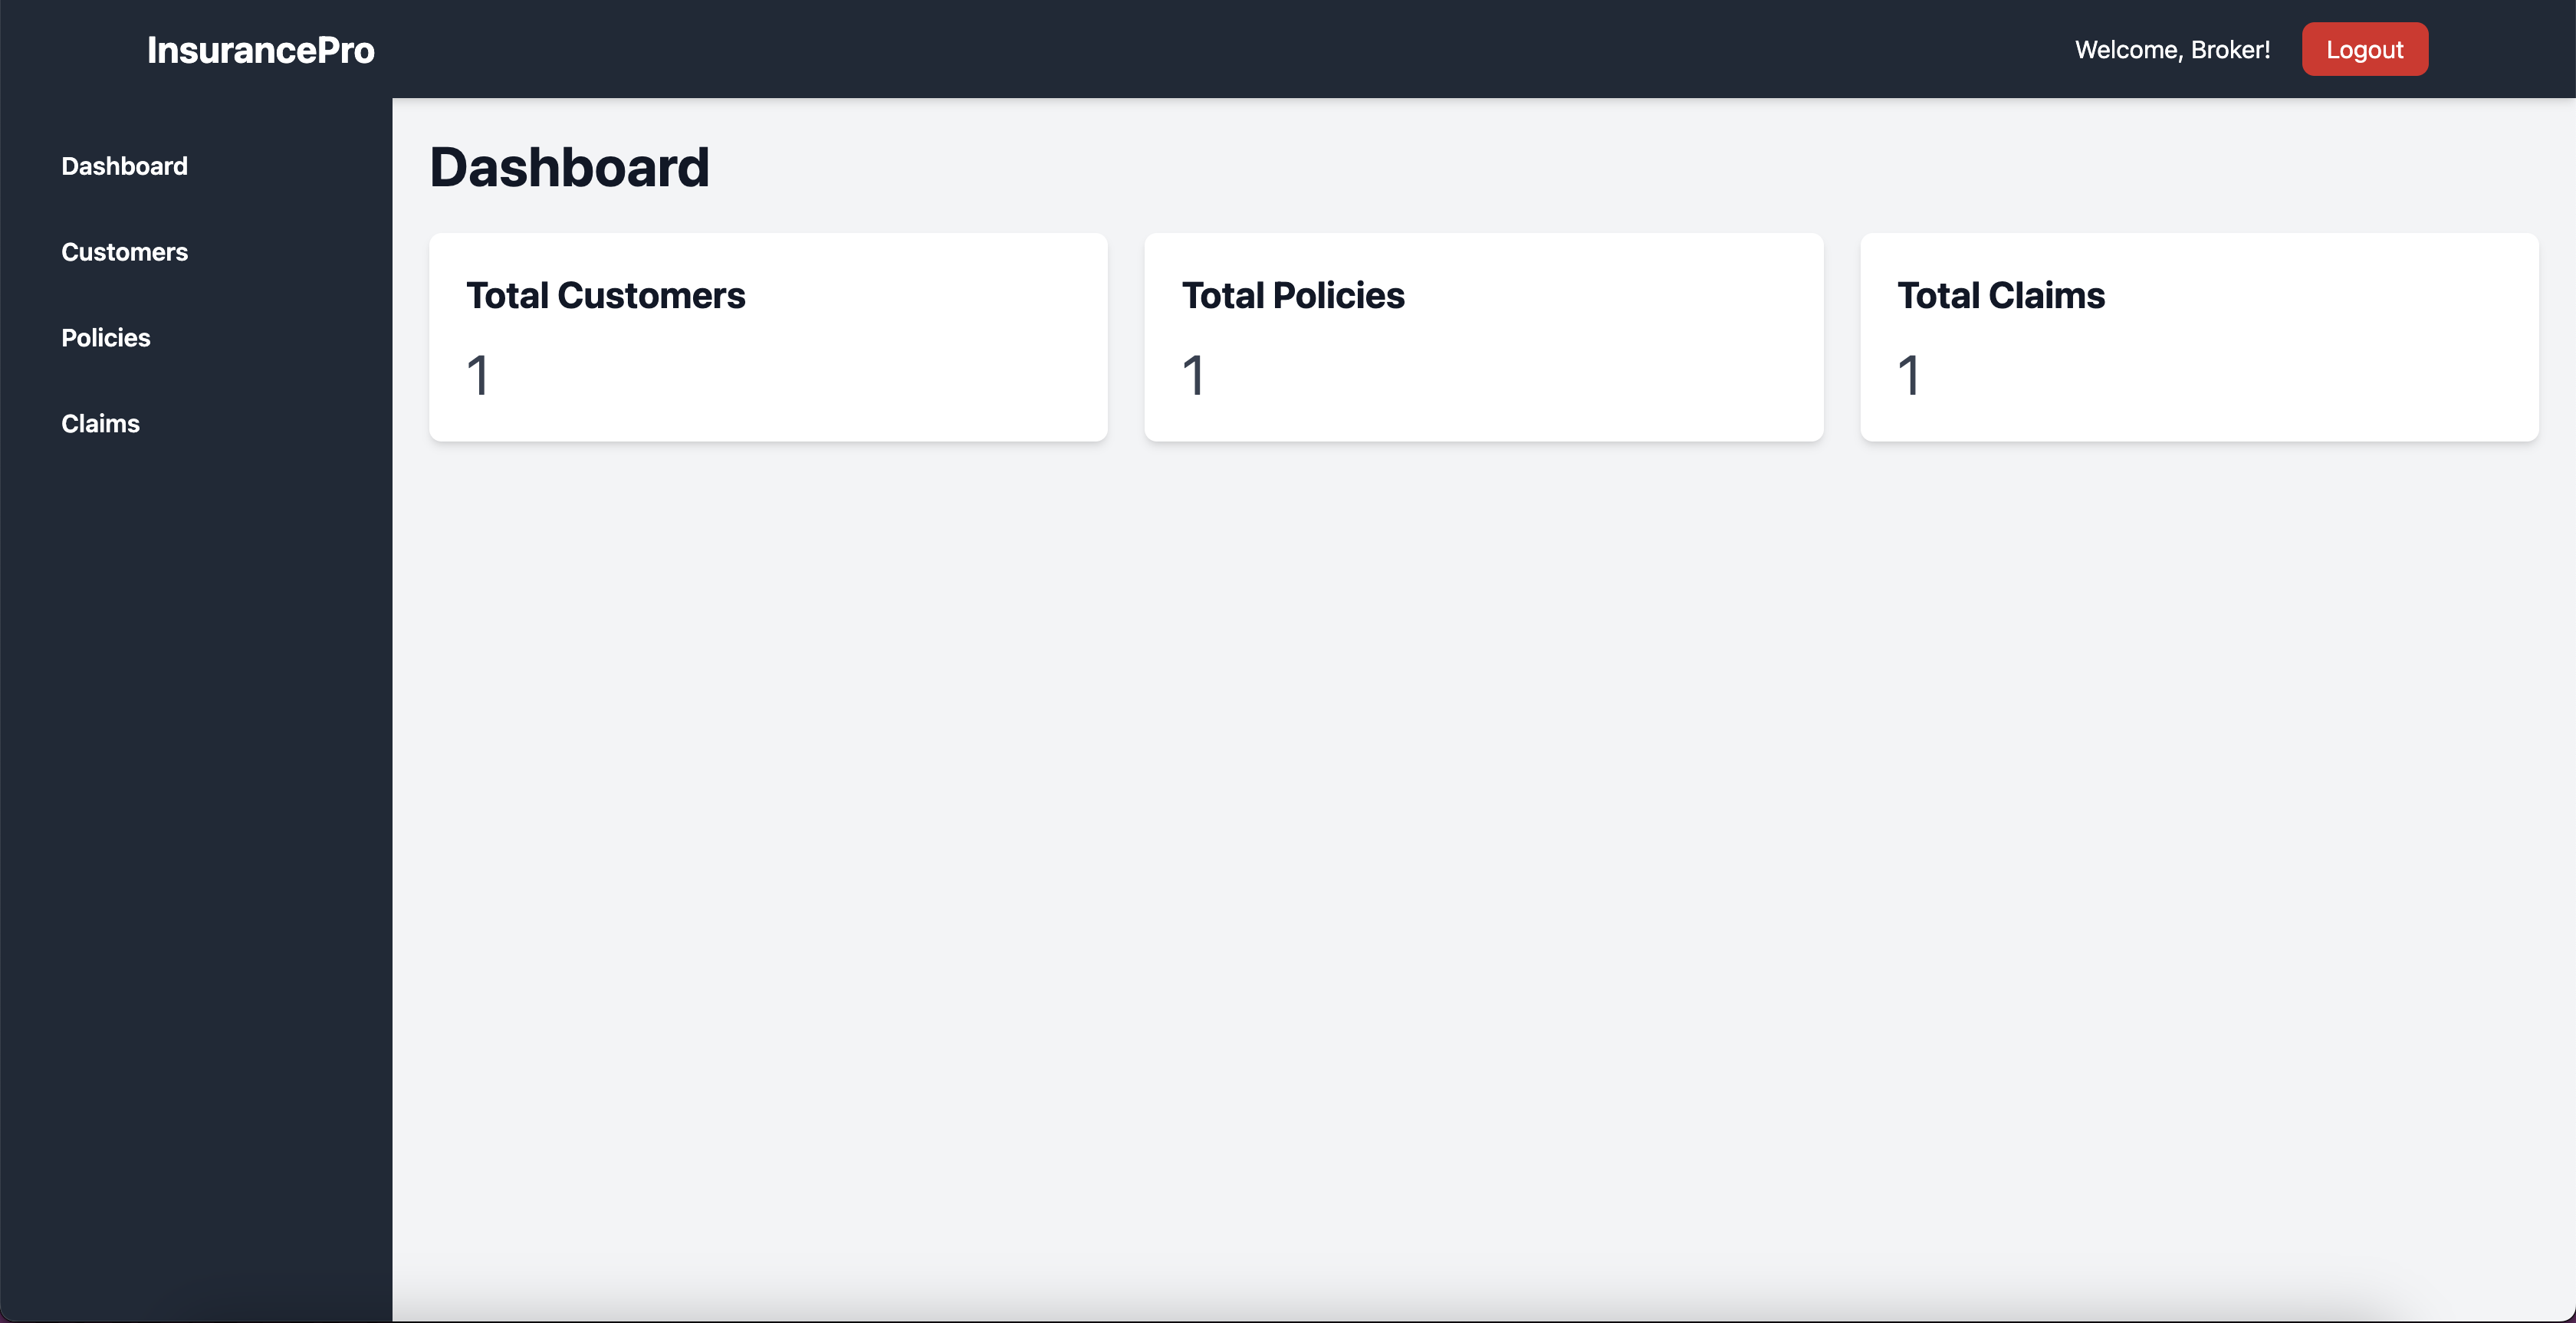 InsurancePro
Welcome, Broker!
Logout
Dashboard
Customers
Policies
Claims
Dashboard
Total Customers
1
Total Policies
1
Total Claims
1